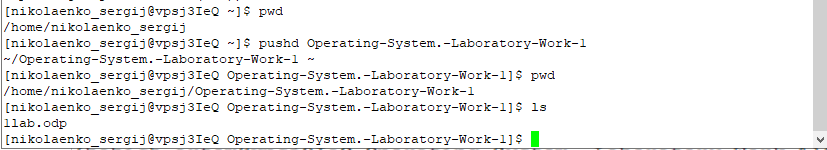 [nikolaenko_sergij@vpsj3IeQ ~]$ pwd
/home/nikolaenko_sergij
[nikolaenko_sergij@vpsj3IeQ ~]$ pushd Operating-System.-Laboratory-Work-1
~/Operating-System.-Laboratory-Work-1 ~
[nikolaenko_sergij@vpsj3IeQ Operating-System.-Laboratory-Work-1]$ pwd
/home/nikolaenko_sergij/Operating-System.-Laboratory-Work-1
[nikolaenko_sergij@vpsj3IeQ Operating-System.-Laboratory-Work-1]$ ls
1lab.odp
[nikolaenko_sergij@vpsj3IeQ Operating-System.-Laboratory-Work-1]$